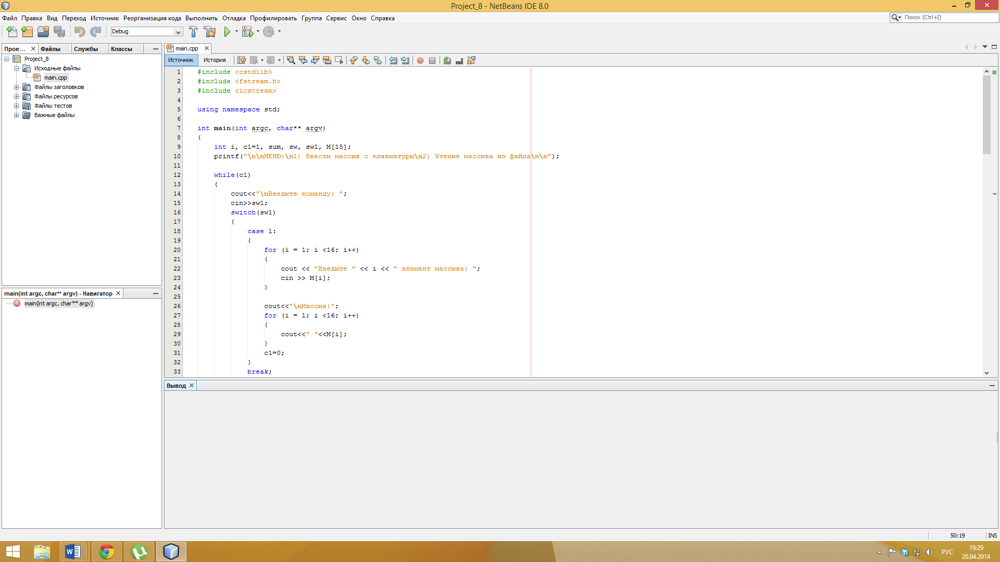 Project_8 - NetBeans IDE 8.0
Файл Правка Вид Переход Источник Реорганизация кода Выполнить Отладка Профилировать Группа Сервис Окно Справка
Поиск (Ctrl+I)
Debug
Прое... Файлы Службы Классы
Project_8
Исходные файлы
main.cpp
Файлы заголовков
Файлы ресурсов
Файлы тестов
Важные файлы
main(int argc, char** argv) - Навигатор
main(int argc, char** argv)
main.cpp
Источник История
1 #include <cstdlib>
2 #include <fstream.h>
3 #include <iostream>
4
5 using namespace std;
6
7 int main(int argc, char** argv)
8 {
9 int i, c1=1, sum, sw, sw1, M[15];
10 printf("\n\nМЕНЮ:\n1) Ввести массив с клавиатуры\n2) Чтение массива из файла\n\n");
11
12 while(c1)
13 {
14 cout<<"\nВведите команду: ";
15 cin>>sw1;
16 switch(sw1)
17 {
18 case 1:
19 {
20 for (i = 1; i <16; i++)
21 {
22 cout << "Введите " << i << " элемент массива: ";
23 cin >> M[i];
24 }
25
26 cout<<"\nМассив:";
27 for (i = 1; i <16; i++)
28 {
29 cout<<" "<<M[i];
30 }
31 c1=0;
32 }
33 break;
Вывод
50:19 INS
РУС
19:29
20.04.2014